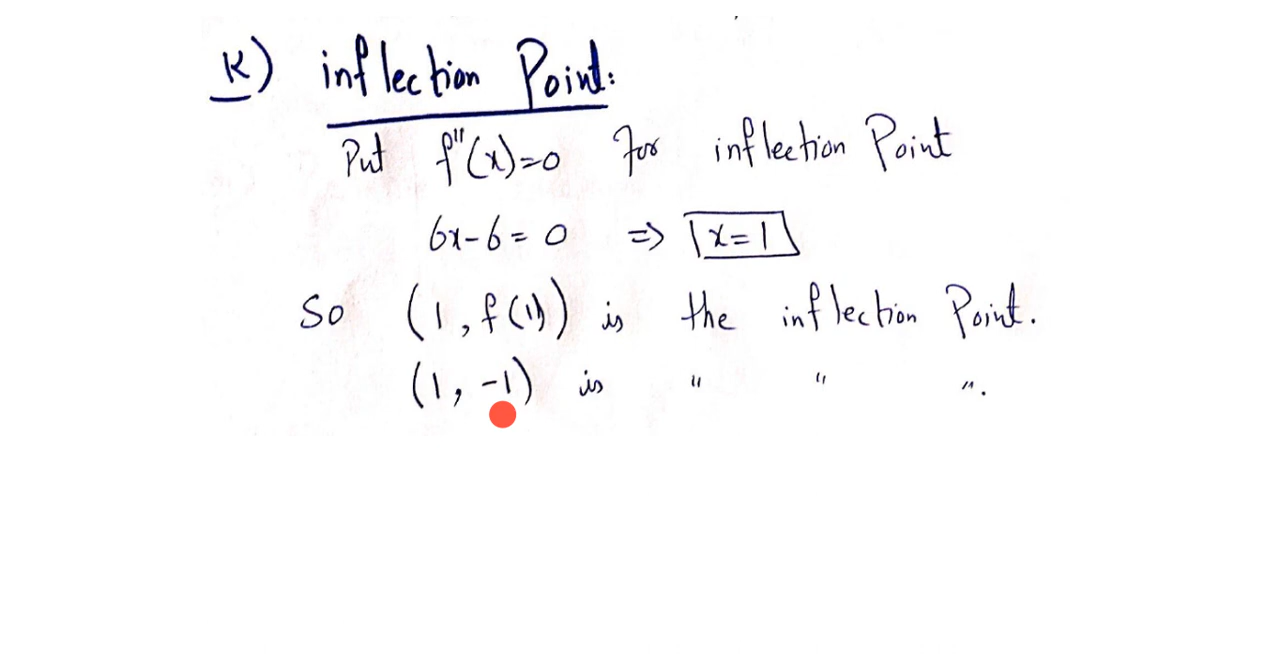 K) inflection Point:
Put f"(x)=0 For inflection Point
6x-6=0 => x=1
So (1, f(1)) is the inflection Point.
(1, -1) is " " ".